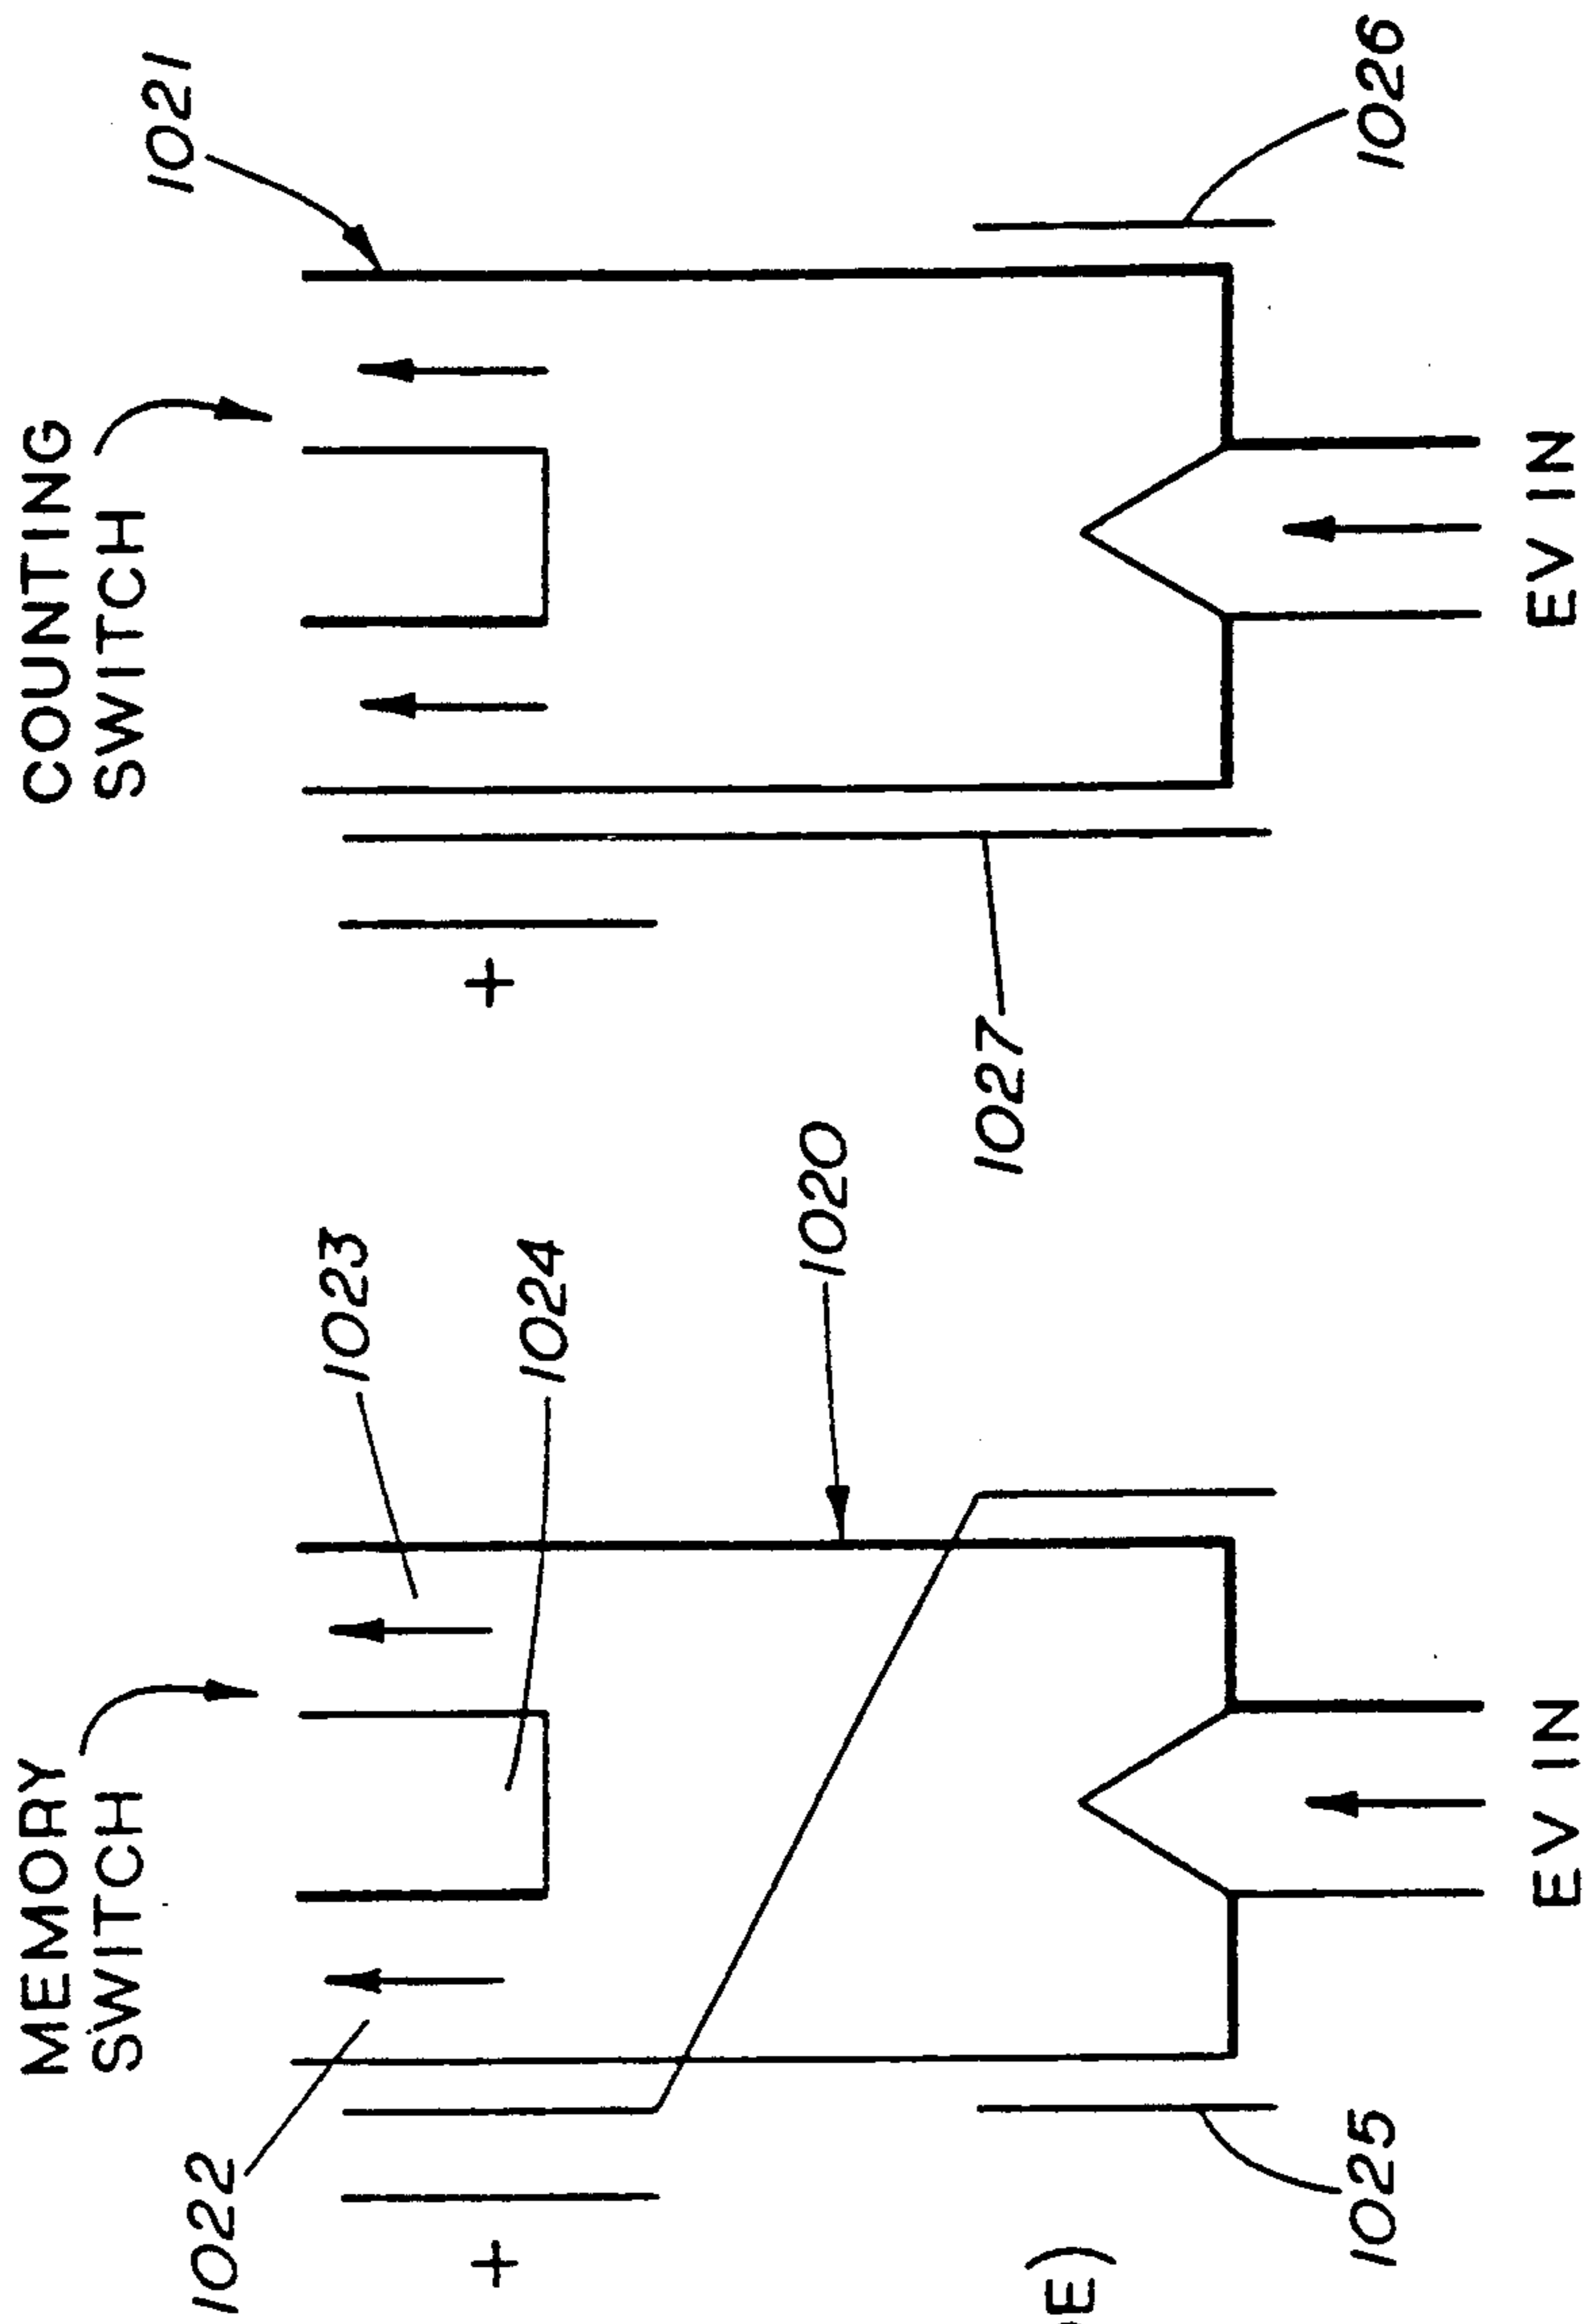 MEMORY
SWITCH
1022
1023
+
1024
1020
E)
1025
EV IN
COUNTING
SWITCH
1021
+
1027
1026
EV IN